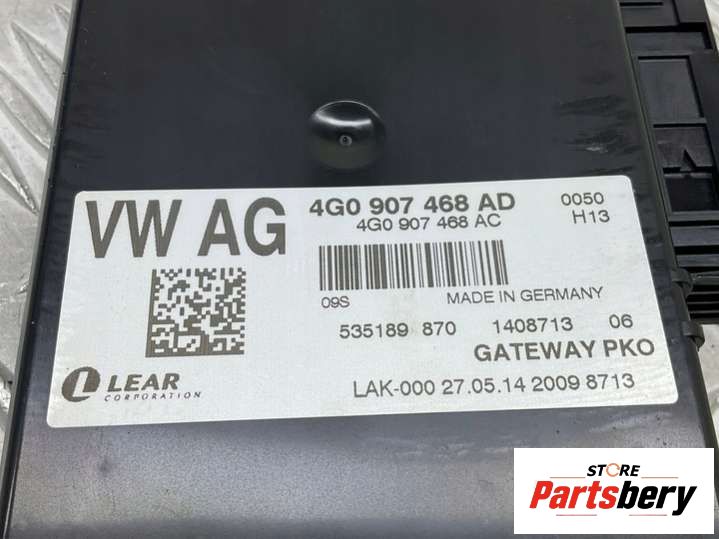 VW AG
4G0 907 468 AD 0050
4G0 907 468 AC H13
09S MADE IN GERMANY
535189 870 1408713 06
GATEWAY PKO
LEAR
CORPORATION
LAK-000 27.05.14 2009 8713
STORE
Partsbery